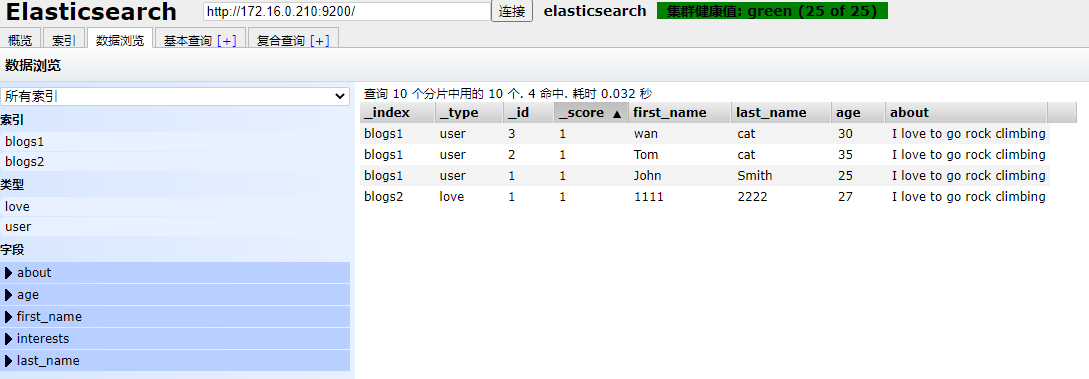 Elasticsearch http://172.16.0.210:9200/ 连接 elasticsearch 集群健康值: green (25 of 25)
概览 索引 数据浏览 基本查询 [+] 复合查询 [+]
数据浏览
所有索引
索引
blogs1
blogs2
类型
love
user
字段
about
age
first_name
interests
last_name
查询 10 个分片中用的 10 个. 4 命中. 耗时 0.032 秒
_index _type _id _score ▲ first_name last_name age about
blogs1 user 3 1 wan cat 30 I love to go rock climbing
blogs1 user 2 1 Tom cat 35 I love to go rock climbing
blogs1 user 1 1 John Smith 25 I love to go rock climbing
blogs2 love 1 1 1111 2222 27 I love to go rock climbing